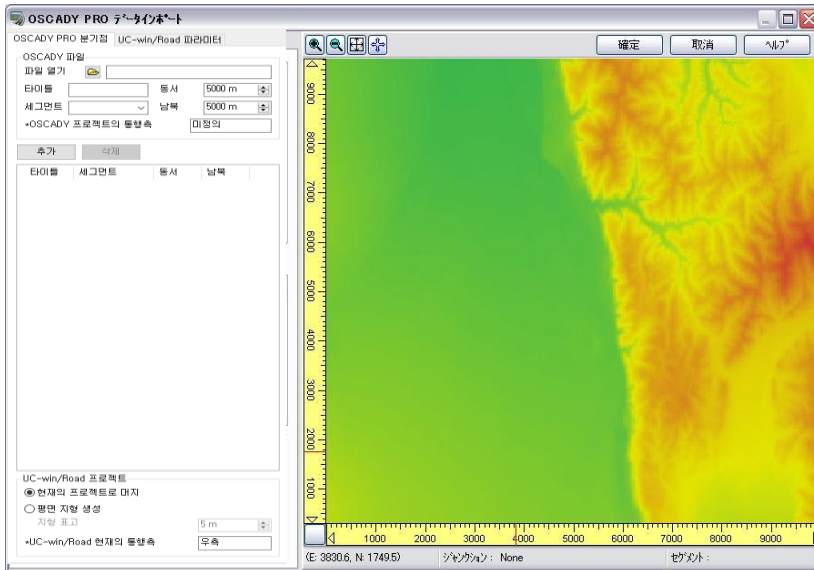 OSCADY PRO ﾃﾞｰﾀｲﾝﾎﾟｰﾄ
OSCADY PRO 분기점 UC-win/Road 파라미터
OSCADY 파일
파일 열기
타이틀 동서 5000 m
세그먼트 남북 5000 m
*OSCADY 프로젝트의 통행측 미정의
추가 삭제
타이틀 세그먼트 동서 남북
UC-win/Road 프로젝트
현재의 프로젝트로 머지
평면 지형 생성
지형 표고 5 m
*UC-win/Road 현재의 통행측 우측
確定 取消 ﾍﾙﾌﾟ
9000
8000
7000
6000
5000
4000
3000
2000
1000
1000 2000 3000 4000 5000 6000 7000 8000 9000
(E: 3830.6, N: 1749.5) ｼﾞｬﾝｸｼｮﾝ : None ｾｸﾞﾒﾝﾄ :